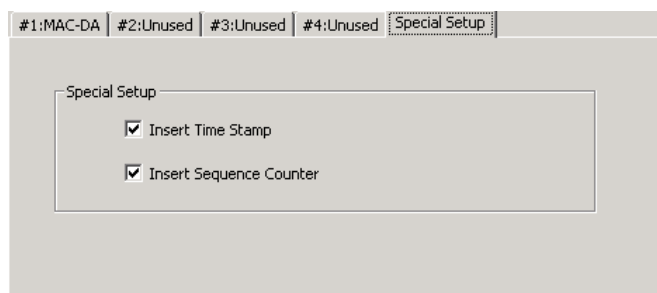 #1:MAC-DA #2:Unused #3:Unused #4:Unused Special Setup
Special Setup
Insert Time Stamp
Insert Sequence Counter